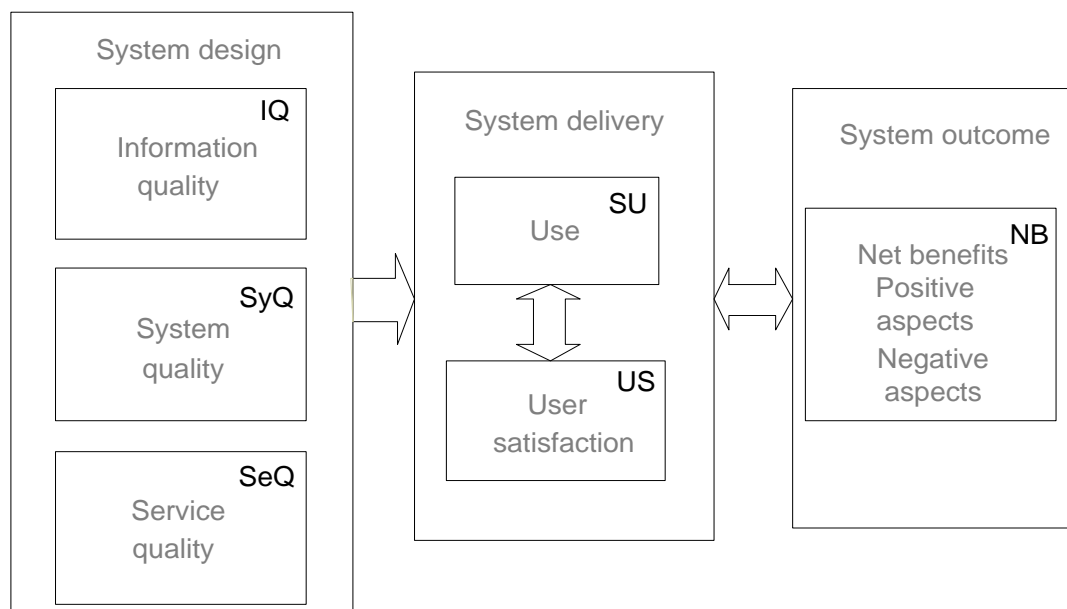 System design
IQ
Information
quality
SyQ
System
quality
SeQ
Service
quality
System delivery
SU
Use
US
User
satisfaction
System outcome
NB
Net benefits
Positive
aspects
Negative
aspects